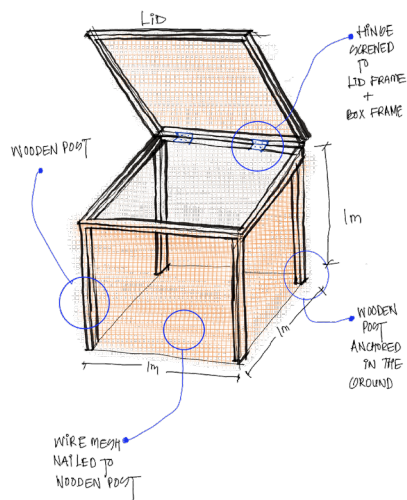 LID
HINGE
SCREWED
TO
LID FRAME
+
BOX FRAME
WOODEN POST
1m
WOODEN
POST
ANCHORED
IN THE
GROUND
1m
1m
WIRE MESH
NAILED TO
WOODEN POST